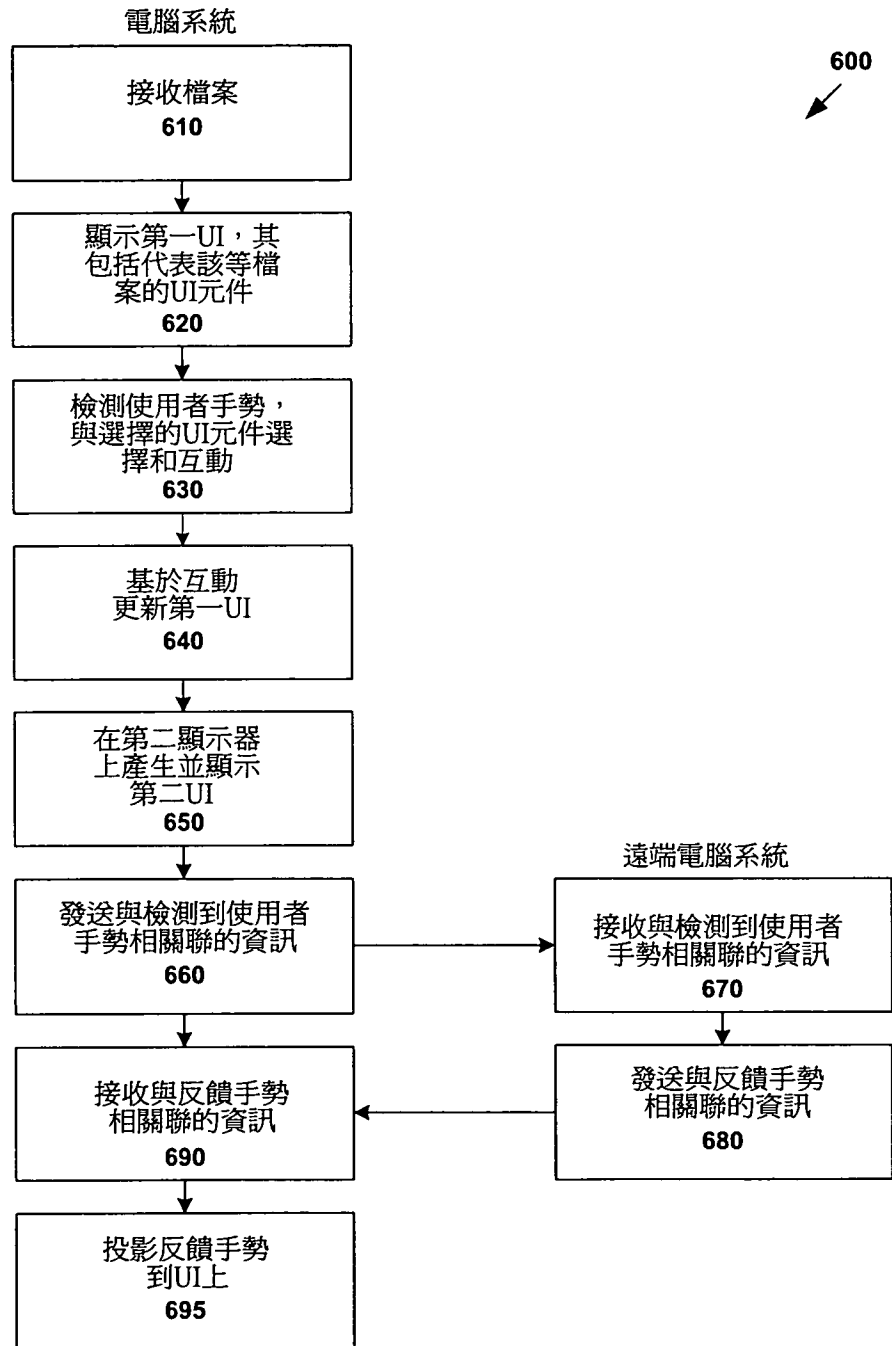 電腦系統
600
接收檔案
610
顯示第一UI，其
包括代表該等檔
案的UI元件
620
檢測使用者手勢，
與選擇的UI元件選
擇和互動
630
基於互動
更新第一UI
640
在第二顯示器
上產生並顯示
第二UI
650
遠端電腦系統
發送與檢測到使用者
手勢相關聯的資訊
660
接收與檢測到使用者
手勢相關聯的資訊
670
接收與反饋手勢
相關聯的資訊
690
發送與反饋手勢
相關聯的資訊
680
投影反饋手勢
到UI上
695